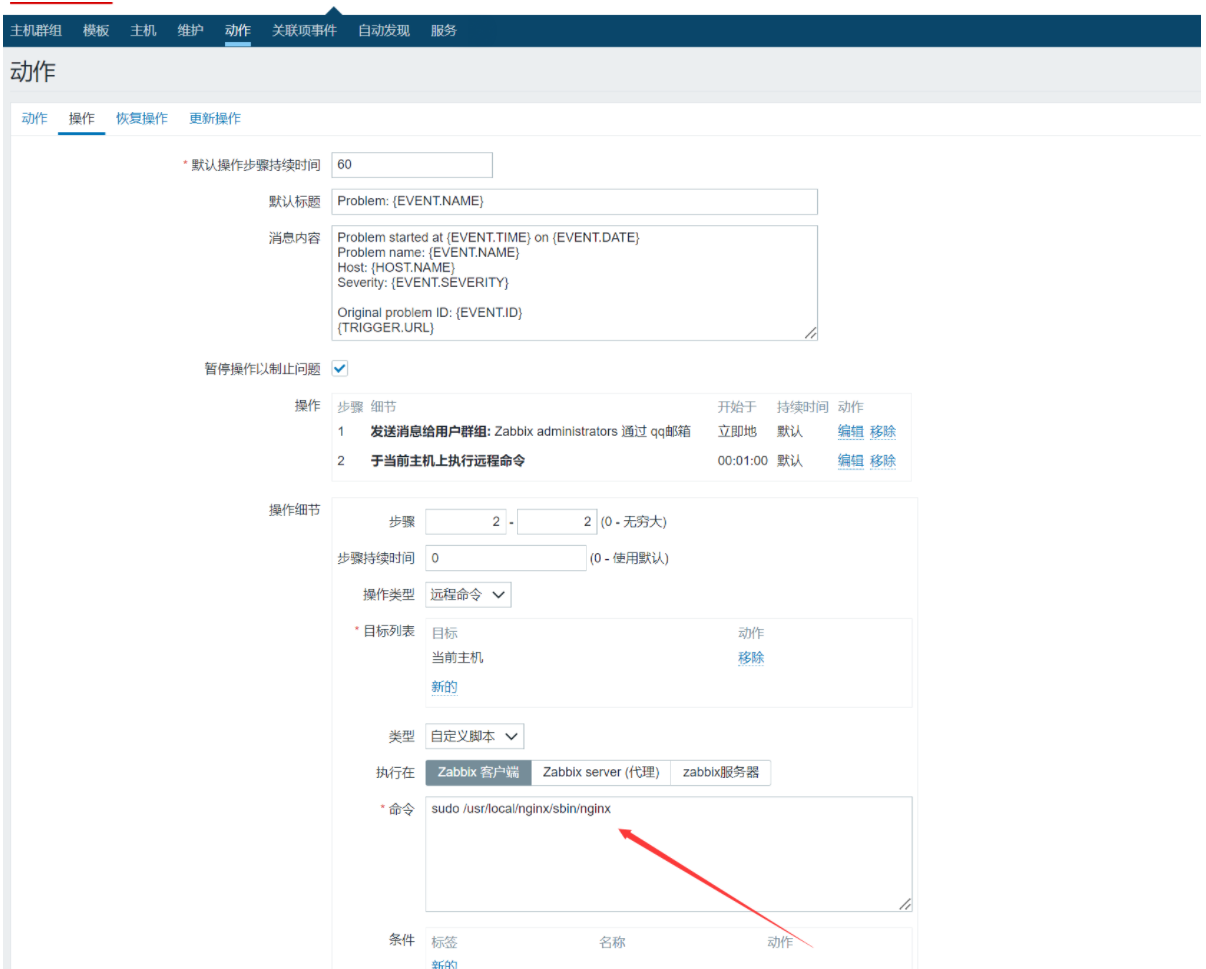 主机群组 模板 主机 维护 动作 关联项事件 自动发现 服务
动作
动作 操作 恢复操作 更新操作
* 默认操作步骤持续时间 60
默认标题 Problem: {EVENT.NAME}
消息内容 Problem started at {EVENT.TIME} on {EVENT.DATE}
Problem name: {EVENT.NAME}
Host: {HOST.NAME}
Severity: {EVENT.SEVERITY}
Original problem ID: {EVENT.ID}
{TRIGGER.URL}
暂停操作以制止问题
操作 步骤 细节 开始于 持续时间 动作
1 发送消息给用户群组: Zabbix administrators 通过 qq邮箱 立即地 默认 编辑 移除
2 于当前主机上执行远程命令 00:01:00 默认 编辑 移除
操作细节
步骤 2 - 2 (0 - 无穷大)
步骤持续时间 0 (0 - 使用默认)
操作类型 远程命令
* 目标列表 目标 动作
当前主机 移除
新的
类型 自定义脚本
执行在 Zabbix 客户端 Zabbix server (代理) zabbix服务器
* 命令 sudo /usr/local/nginx/sbin/nginx
条件 标签 名称 动作
新的